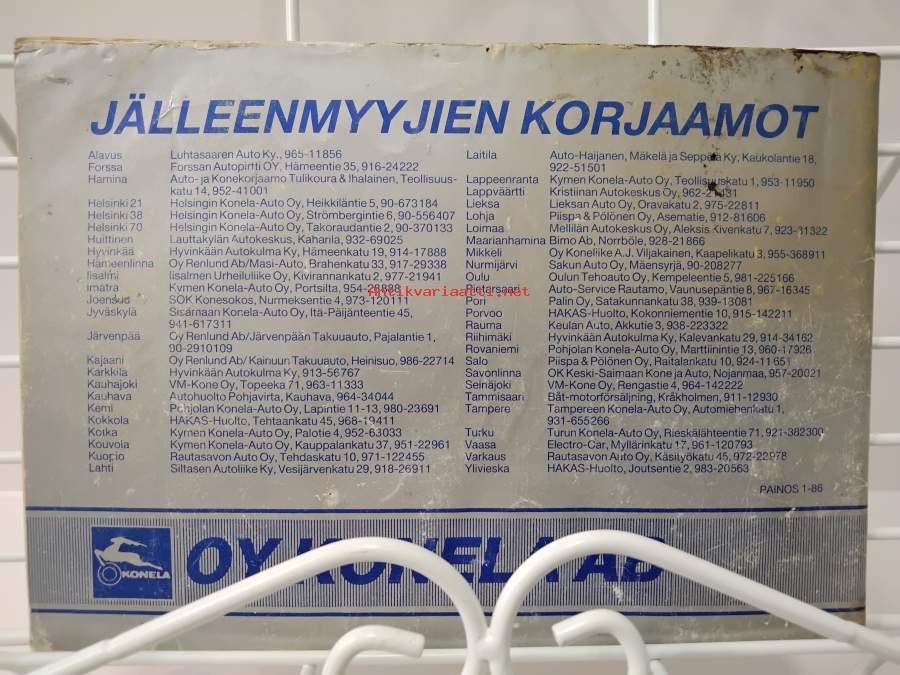 JÄLLEENMYYJIEN KORJAAMOT
Alavus Luhtasaaren Auto Ky., 965-11856
Forssa Forssan Autopirtti OY, Hämeentie 35, 916-24222
Hamina Auto- ja Konekorjaamo Tulikoura & Ihalainen, Teollisuus-
katu 14, 952-41001
Helsinki 21 Helsingin Konela-Auto Oy, Heikkiläntie 5, 90-673184
Helsinki 38 Helsingin Konela-Auto Oy, Strömbergintie 6, 90-556407
Helsinki 70 Helsingin Konela-Auto Oy, Takoraudantie 2, 90-370133
Huittinen Lauttakylän Autokeskus, Kaharila, 932-69025
Hyvinkää Hyvinkään Autokulma Ky, Hämeenkatu 19, 914-17888
Hämeenlinna Oy Renlund Ab/Masi-Auto, Brahenkatu 33, 917-29338
Iisalmi Iisalmen Urheiluliike Oy, Kivirannankatu 2, 977-21941
Imatra Kymen Konela-Auto Oy, Portsilta, 954-28688
Joensuu SOK Konesokos, Nurmeksentie 4, 973-120111
Jyväskylä Sisärnaan Konela-Auto Oy, Itä-Päijänteentie 45,
941-617311
Järvenpää Oy Renlund Ab/Järvenpään Takuuauto, Pajalantie 1,
90-2910109
Kajaani Oy Renlund Ab/ Kainuun Takuuauto, Heinisuo, 986-22714
Karkkila Hyvinkään Autokulma Ky, 913-56767
Kauhajoki VM-Kone Oy, Topeeka 71, 963-11333
Kauhava Autohuolto Pohjavirta, Kauhava, 964-34044
Kemi Pohjolan Konela-Auto Oy, Lapintie 11-13, 980-23691
Kokkola HAKAS-Huolto, Tehtaankatu 45, 968-19411
Kotka Kymen Konela-Auto Oy, Palotie 4, 952-63033
Kouvola Kymen Konela-Auto Oy, Kauppalankatu 37, 951-22961
Kuopio Rautasavon Auto Oy, Tehdaskatu 10, 971-122455
Lahti Siltasen Autoliike Ky, Vesijärvenkatu 29, 918-26911
Laitila Auto-Haijanen, Mäkelä ja Seppelä Ky, Kaukolantie 18,
922-51501
Lappeenranta Kymen Konela-Auto Oy, Teollisuuskatu 1, 953-11950
Lappväärtti Kristiinan Autokeskus Oy, 962-21131
Lieksa Lieksan Auto Oy, Oravakatu 2, 975-22811
Lohja Piispa & Pölönen Oy, Asematie, 912-81606
Loimaa Mellilän Autokeskus Oy, Aleksis Kivenkatu 7, 923-11322
Maarianhamina Bimo Ab, Norrböle, 928-21866
Mikkeli Oy Koneliike A.J. Viljakainen, Kaapelikatu 3, 955-368911
Nurmijärvi Sakun Auto Oy, Mäensyrjä, 90-208277
Oulu Oulun Tehoauto Oy, Kempeleentie 5, 981-225166
Pietarsaari Auto-Service Rautamo, Vaunusepäntie 8, 967-16345
Pori Palin Oy, Satakunnankatu 38, 939-13081
Porvoo HAKAS-Huolto, Kokonniementie 10, 915-142211
Rauma Keulan Auto, Akkutie 3, 938-223322
Riihimäki Hyvinkään Autokulma Ky, Kalevankatu 29, 914-34162
Rovaniemi Pohjolan Konela-Auto Oy, Marttiinintie 13, 960-17926
Salo Piispa & Pölönen Oy, Raitalankatu 10, 924-11651
Savonlinna OK Keski-Saimaan Kone ja Auto, Nojanmaa, 957-20021
Seinäjoki VM-Kone Oy, Rengastie 4, 964-142222
Tammisaari Båt-motorförsäljning, Kråkholmen, 911-12930
Tampere Tampereen Konela-Auto Oy, Automiehenkatu 1,
931-655266
Turku Turun Konela-Auto Oy, Rieskalähteentie 71, 921-382300
Vaasa Electro-Car, Myllärinkatu 17, 961-120793
Varkaus Rautasavon Auto Oy, Käsityökatu 45, 972-22978
Ylivieska HAKAS-Huolto, Joutsentie 2, 983-20563
PAINOS 1-86
KONELA
OY KONELA AB
Antikvariaatti.net